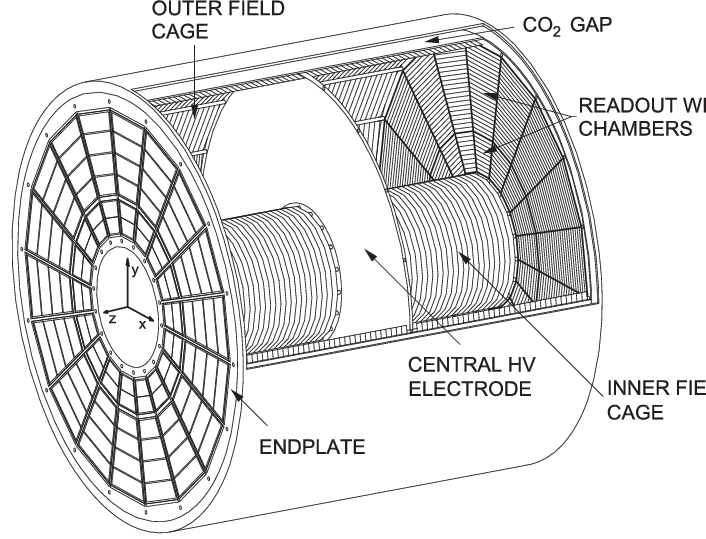 OUTER FIELD
CAGE
CO₂ GAP
READOUT WI
CHAMBERS
y
z
x
CENTRAL HV
ELECTRODE
INNER FIE
CAGE
ENDPLATE